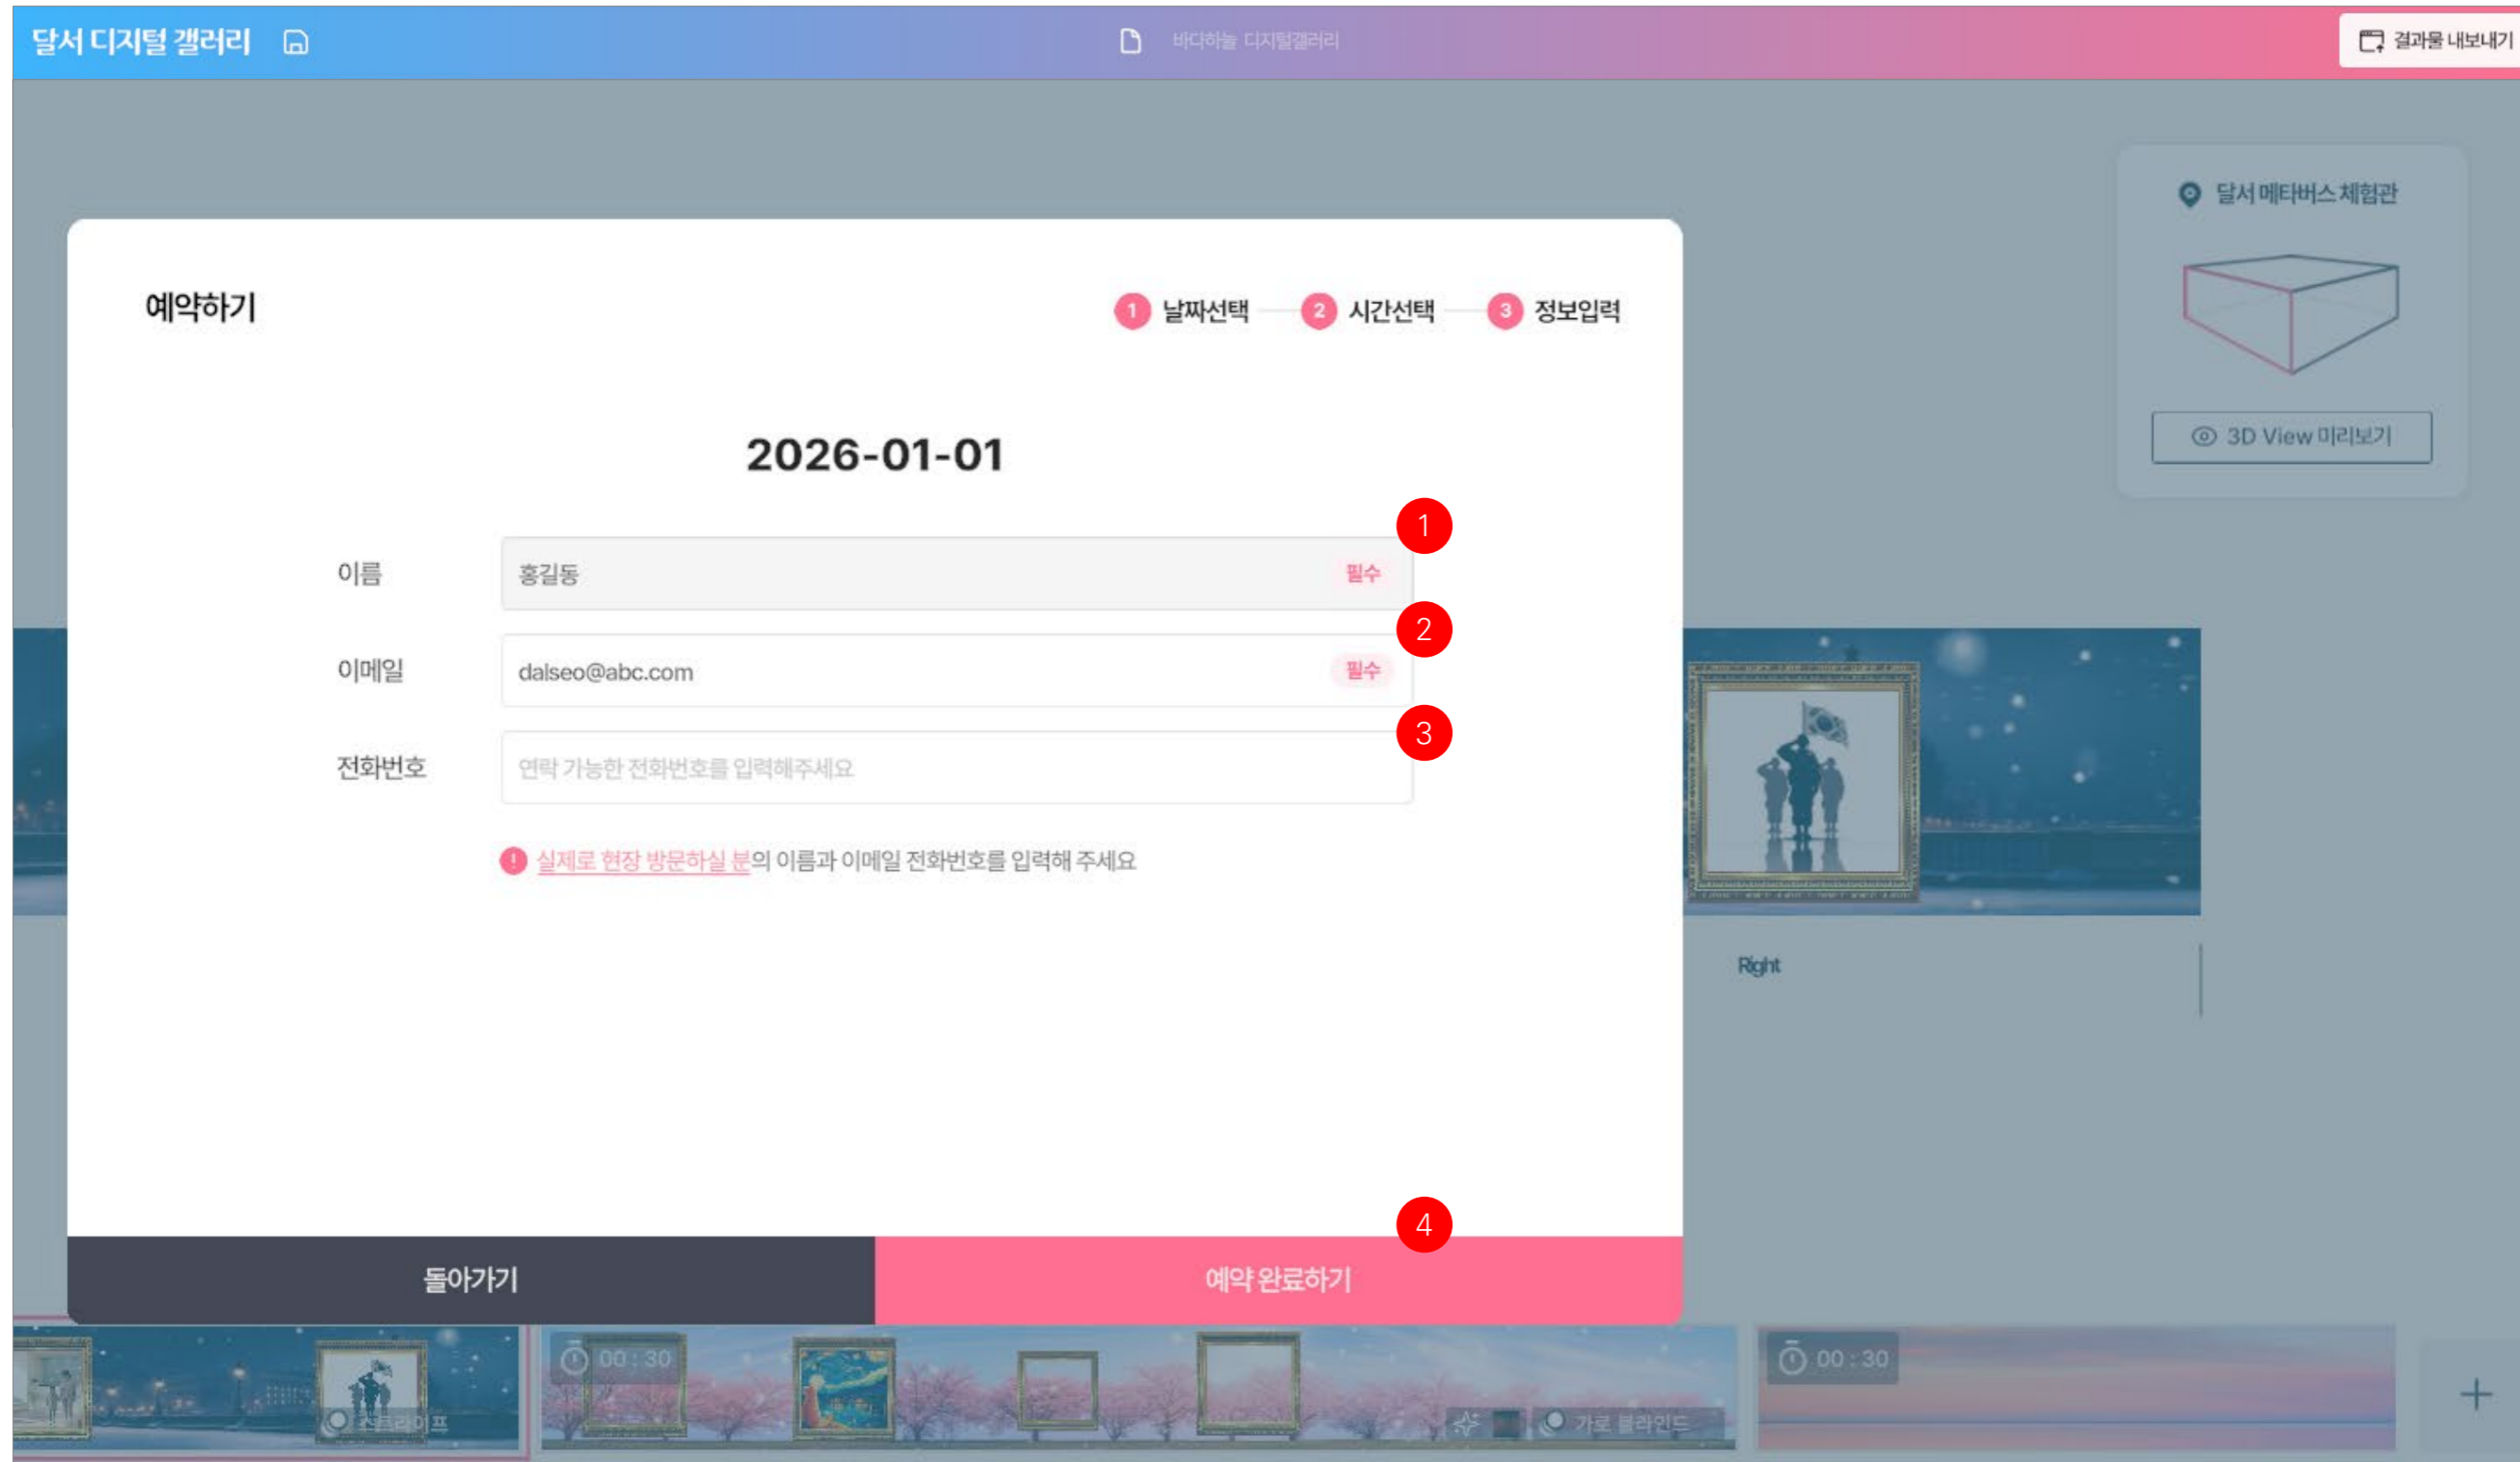 달서 디지털 갤러리
바다하늘 디지털갤러리
결과물 내보내기
달서 메타버스 체험관
3D View 미리보기
예약하기
1 날짜선택 2 시간선택 3 정보입력
2026-01-01
1
이름 홍길동 필수
2
이메일 dalseo@abc.com 필수
3
전화번호 연락 가능한 전화번호를 입력해주세요
! 실제로 현장 방문하실 분의 이름과 이메일 전화번호를 입력해 주세요
Right
4
돌아가기 예약 완료하기
스트라이프
00 : 30
가로 블라인드
00 : 30